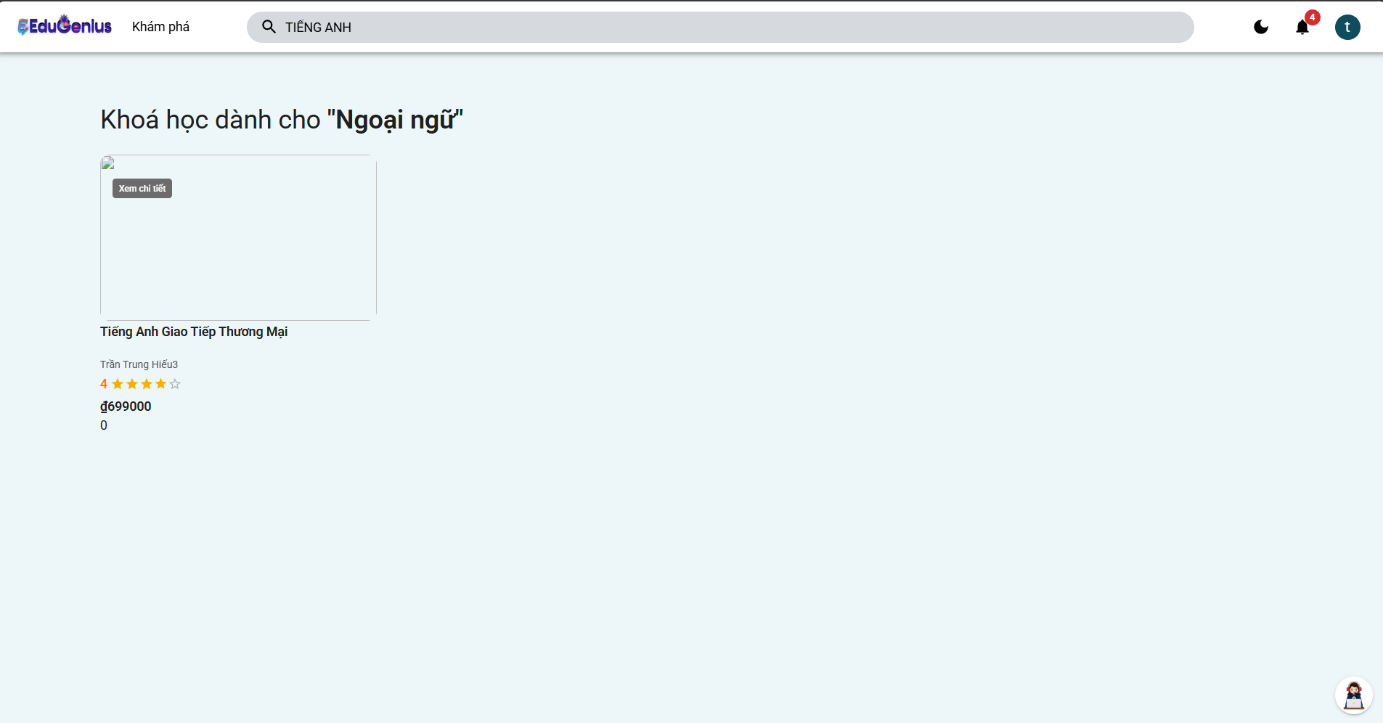 EduGenius
Khám phá
TIẾNG ANH
4
t
Khoá học dành cho "Ngoại ngữ"
Xem chi tiết
Tiếng Anh Giao Tiếp Thương Mại
Trần Trung Hiếu3
4
₫699000
0